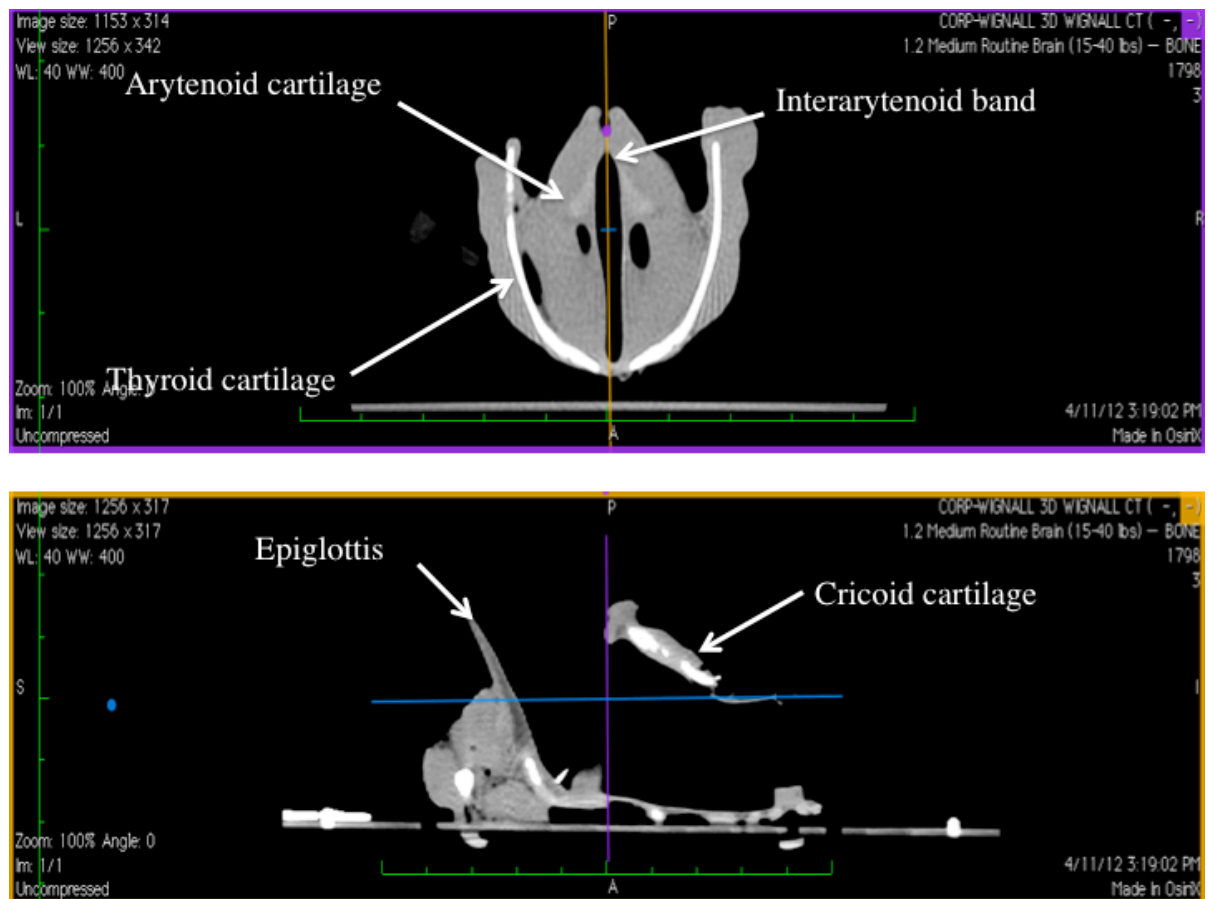 Image size: 1153 x 314
View size: 1256 x 342
WL: 40 WW: 400
P
CORP-WIGNALL 3D WIGNALL CT ( -, -)
1.2 Medium Routine Brain (15-40 lbs) — BONE
1798
3
Arytenoid cartilage
Interarytenoid band
L
R
Thyroid cartilage
Zoom: 100% Angle: 0
Im: 1/1
Uncompressed
A
4/11/12 3:19:02 PM
Made In OsiriX
Image size: 1256 x 317
View size: 1256 x 317
WL: 40 WW: 400
P
CORP-WIGNALL 3D WIGNALL CT ( -, -)
1.2 Medium Routine Brain (15-40 lbs) — BONE
1798
3
Epiglottis
Cricoid cartilage
S
I
Zoom: 100% Angle: 0
Im: 1/1
Uncompressed
A
4/11/12 3:19:02 PM
Made In OsiriX